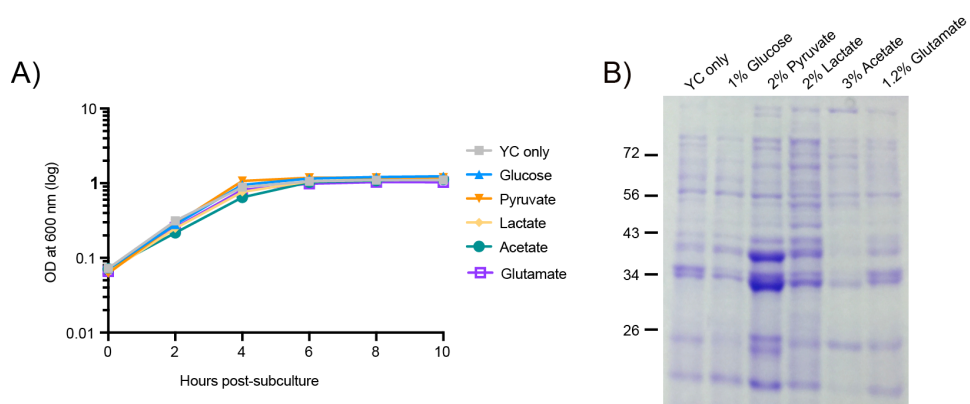 A)
OD at 600 nm (log)
10
1
0.1
0.01
0 2 4 6 8 10
Hours post-subculture
YC only
Glucose
Pyruvate
Lactate
Acetate
Glutamate
B)
YC only
1% Glucose
2% Pyruvate
2% Lactate
3% Acetate
1.2% Glutamate
72
56
43
34
26